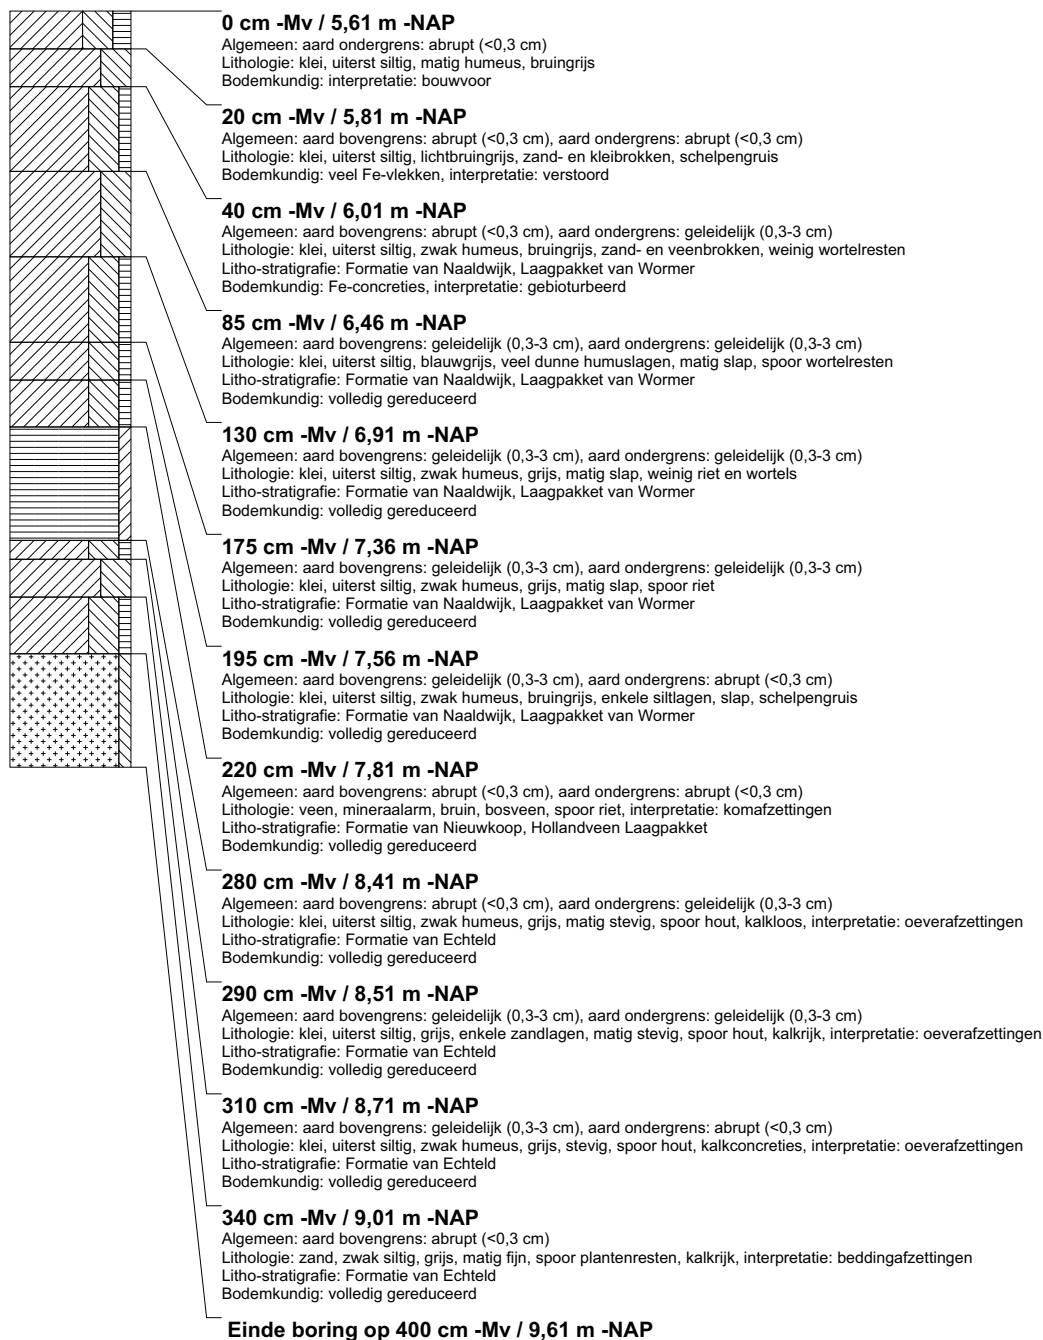 0 cm -Mv / 5,61 m -NAP
Algemeen: aard ondergrens: abrupt (<0,3 cm)
Lithologie: klei, uiterst siltig, matig humeus, bruingrijs
Bodemkundig: interpretatie: bouwvoor
20 cm -Mv / 5,81 m -NAP
Algemeen: aard bovengrens: abrupt (<0,3 cm), aard ondergrens: abrupt (<0,3 cm)
Lithologie: klei, uiterst siltig, lichtbruingrijs, zand- en kleibrokken, schelpengruis
Bodemkundig: veel Fe-vlekken, interpretatie: verstoord
40 cm -Mv / 6,01 m -NAP
Algemeen: aard bovengrens: abrupt (<0,3 cm), aard ondergrens: geleidelijk (0,3-3 cm)
Lithologie: klei, uiterst siltig, zwak humeus, bruingrijs, zand- en veenbrokken, weinig wortelresten
Litho-stratigrafie: Formatie van Naaldwijk, Laagpakket van Wormer
Bodemkundig: Fe-concreties, interpretatie: gebioturbeerd
85 cm -Mv / 6,46 m -NAP
Algemeen: aard bovengrens: geleidelijk (0,3-3 cm), aard ondergrens: geleidelijk (0,3-3 cm)
Lithologie: klei, uiterst siltig, blauwgrijs, veel dunne humuslagen, matig slap, spoor wortelresten
Litho-stratigrafie: Formatie van Naaldwijk, Laagpakket van Wormer
Bodemkundig: volledig gereduceerd
130 cm -Mv / 6,91 m -NAP
Algemeen: aard bovengrens: geleidelijk (0,3-3 cm), aard ondergrens: geleidelijk (0,3-3 cm)
Lithologie: klei, uiterst siltig, zwak humeus, grijs, matig slap, weinig riet en wortels
Litho-stratigrafie: Formatie van Naaldwijk, Laagpakket van Wormer
Bodemkundig: volledig gereduceerd
175 cm -Mv / 7,36 m -NAP
Algemeen: aard bovengrens: geleidelijk (0,3-3 cm), aard ondergrens: geleidelijk (0,3-3 cm)
Lithologie: klei, uiterst siltig, zwak humeus, grijs, matig slap, spoor riet
Litho-stratigrafie: Formatie van Naaldwijk, Laagpakket van Wormer
Bodemkundig: volledig gereduceerd
195 cm -Mv / 7,56 m -NAP
Algemeen: aard bovengrens: geleidelijk (0,3-3 cm), aard ondergrens: abrupt (<0,3 cm)
Lithologie: klei, uiterst siltig, zwak humeus, bruingrijs, enkele siltlagen, slap, schelpengruis
Litho-stratigrafie: Formatie van Naaldwijk, Laagpakket van Wormer
Bodemkundig: volledig gereduceerd
220 cm -Mv / 7,81 m -NAP
Algemeen: aard bovengrens: abrupt (<0,3 cm), aard ondergrens: abrupt (<0,3 cm)
Lithologie: veen, mineraalarm, bruin, bosveen, spoor riet, interpretatie: komafzettingen
Litho-stratigrafie: Formatie van Nieuwkoop, Hollandveen Laagpakket
Bodemkundig: volledig gereduceerd
280 cm -Mv / 8,41 m -NAP
Algemeen: aard bovengrens: abrupt (<0,3 cm), aard ondergrens: geleidelijk (0,3-3 cm)
Lithologie: klei, uiterst siltig, zwak humeus, grijs, matig stevig, spoor hout, kalkloos, interpretatie: oeverafzettingen
Litho-stratigrafie: Formatie van Echteld
Bodemkundig: volledig gereduceerd
290 cm -Mv / 8,51 m -NAP
Algemeen: aard bovengrens: geleidelijk (0,3-3 cm), aard ondergrens: geleidelijk (0,3-3 cm)
Lithologie: klei, uiterst siltig, grijs, enkele zandlagen, matig stevig, spoor hout, kalkrijk, interpretatie: oeverafzettingen
Litho-stratigrafie: Formatie van Echteld
Bodemkundig: volledig gereduceerd
310 cm -Mv / 8,71 m -NAP
Algemeen: aard bovengrens: geleidelijk (0,3-3 cm), aard ondergrens: abrupt (<0,3 cm)
Lithologie: klei, uiterst siltig, zwak humeus, grijs, stevig, spoor hout, kalkconcreties, interpretatie: oeverafzettingen
Litho-stratigrafie: Formatie van Echteld
Bodemkundig: volledig gereduceerd
340 cm -Mv / 9,01 m -NAP
Algemeen: aard bovengrens: abrupt (<0,3 cm)
Lithologie: zand, zwak siltig, grijs, matig fijn, spoor plantenresten, kalkrijk, interpretatie: beddingafzettingen
Litho-stratigrafie: Formatie van Echteld
Bodemkundig: volledig gereduceerd
Einde boring op 400 cm -Mv / 9,61 m -NAP